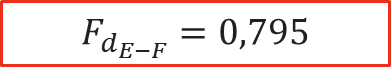 F_{d_{E−F}} = 0,795